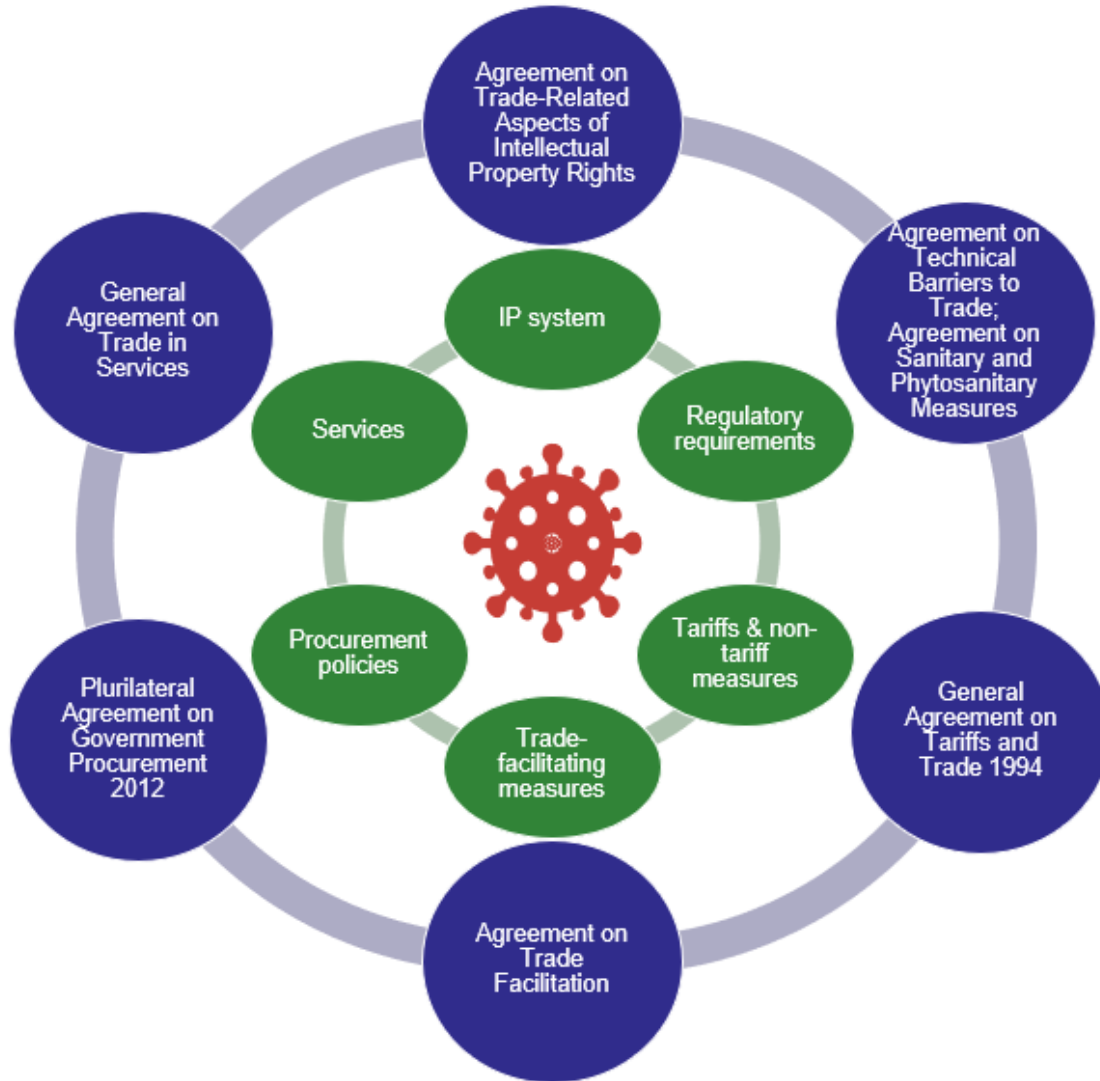 Agreement on
Trade-Related
Aspects of
Intellectual
Property Rights
Agreement on
Technical
Barriers to
Trade;
Agreement on
Sanitary and
Phytosanitary
Measures
General
Agreement on
Tariffs and
Trade 1994
Agreement on
Trade
Facilitation
Plurilateral
Agreement on
Government
Procurement
2012
General
Agreement on
Trade in
Services
IP system
Regulatory
requirements
Tariffs & non-
tariff
measures
Trade-
facilitating
measures
Procurement
policies
Services